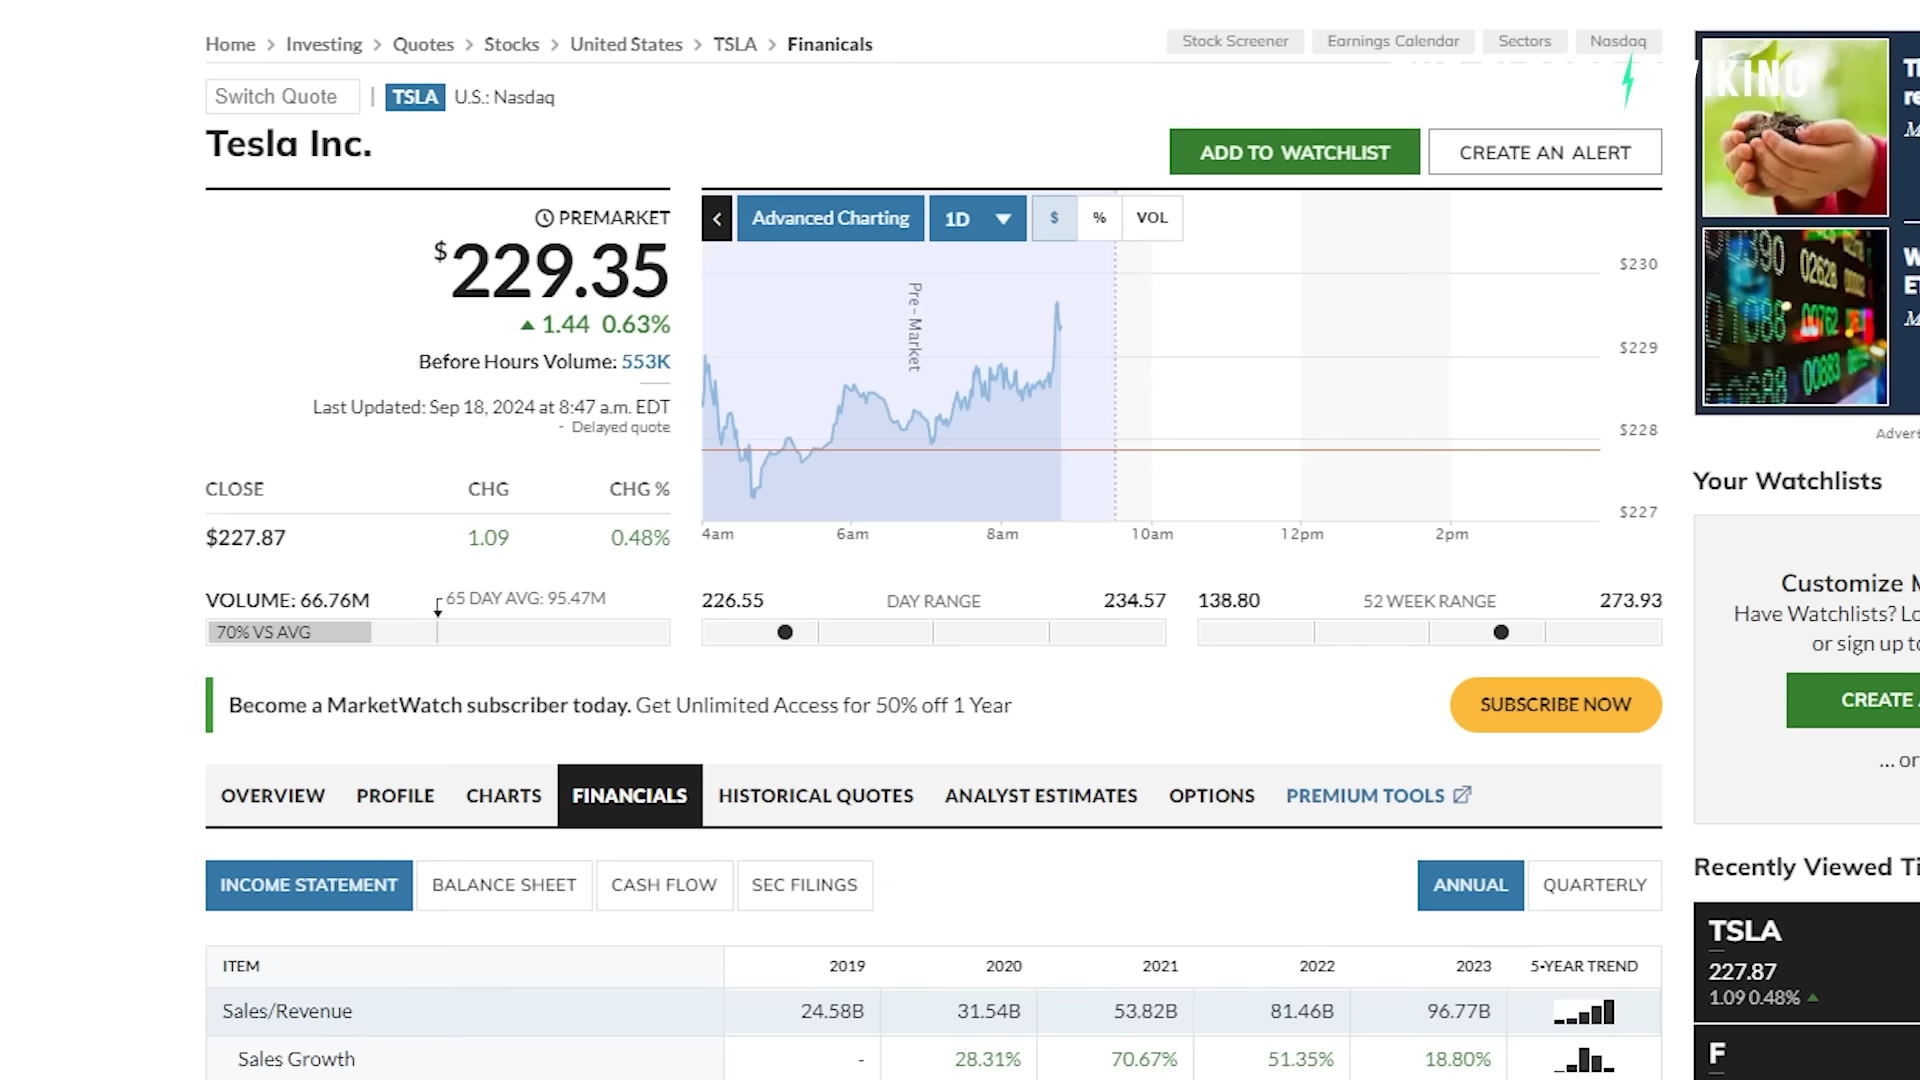 Home > Investing > Quotes > Stocks > United States > TSLA > Finanicals
Stock Screener Earnings Calendar Sectors Nasdaq
VIKING
Switch Quote | TSLA U.S.: Nasdaq
Tesla Inc.
ADD TO WATCHLIST CREATE AN ALERT
PREMARKET
$229.35
1.44 0.63%
Before Hours Volume: 553K
Last Updated: Sep 18, 2024 at 8:47 a.m. EDT
- Delayed quote
CLOSE CHG CHG %
$227.87 1.09 0.48%
Advanced Charting 1D $ % VOL
Pre-Market
$230
$229
$228
$227
4am 6am 8am 10am 12pm 2pm
VOLUME: 66.76M 65 DAY AVG: 95.47M
70% VS AVG
226.55 DAY RANGE 234.57
138.80 52 WEEK RANGE 273.93
Become a MarketWatch subscriber today. Get Unlimited Access for 50% off 1 Year
SUBSCRIBE NOW
OVERVIEW PROFILE CHARTS FINANCIALS HISTORICAL QUOTES ANALYST ESTIMATES OPTIONS PREMIUM TOOLS
INCOME STATEMENT BALANCE SHEET CASH FLOW SEC FILINGS
ANNUAL QUARTERLY
ITEM 2019 2020 2021 2022 2023 5-YEAR TREND
Sales/Revenue 24.58B 31.54B 53.82B 81.46B 96.77B
Sales Growth - 28.31% 70.67% 51.35% 18.80%
Your Watchlists
Customize
Have Watchlists?
or sign up
CREATE
... or
Recently Viewed
TSLA
227.87
1.09 0.48%
F